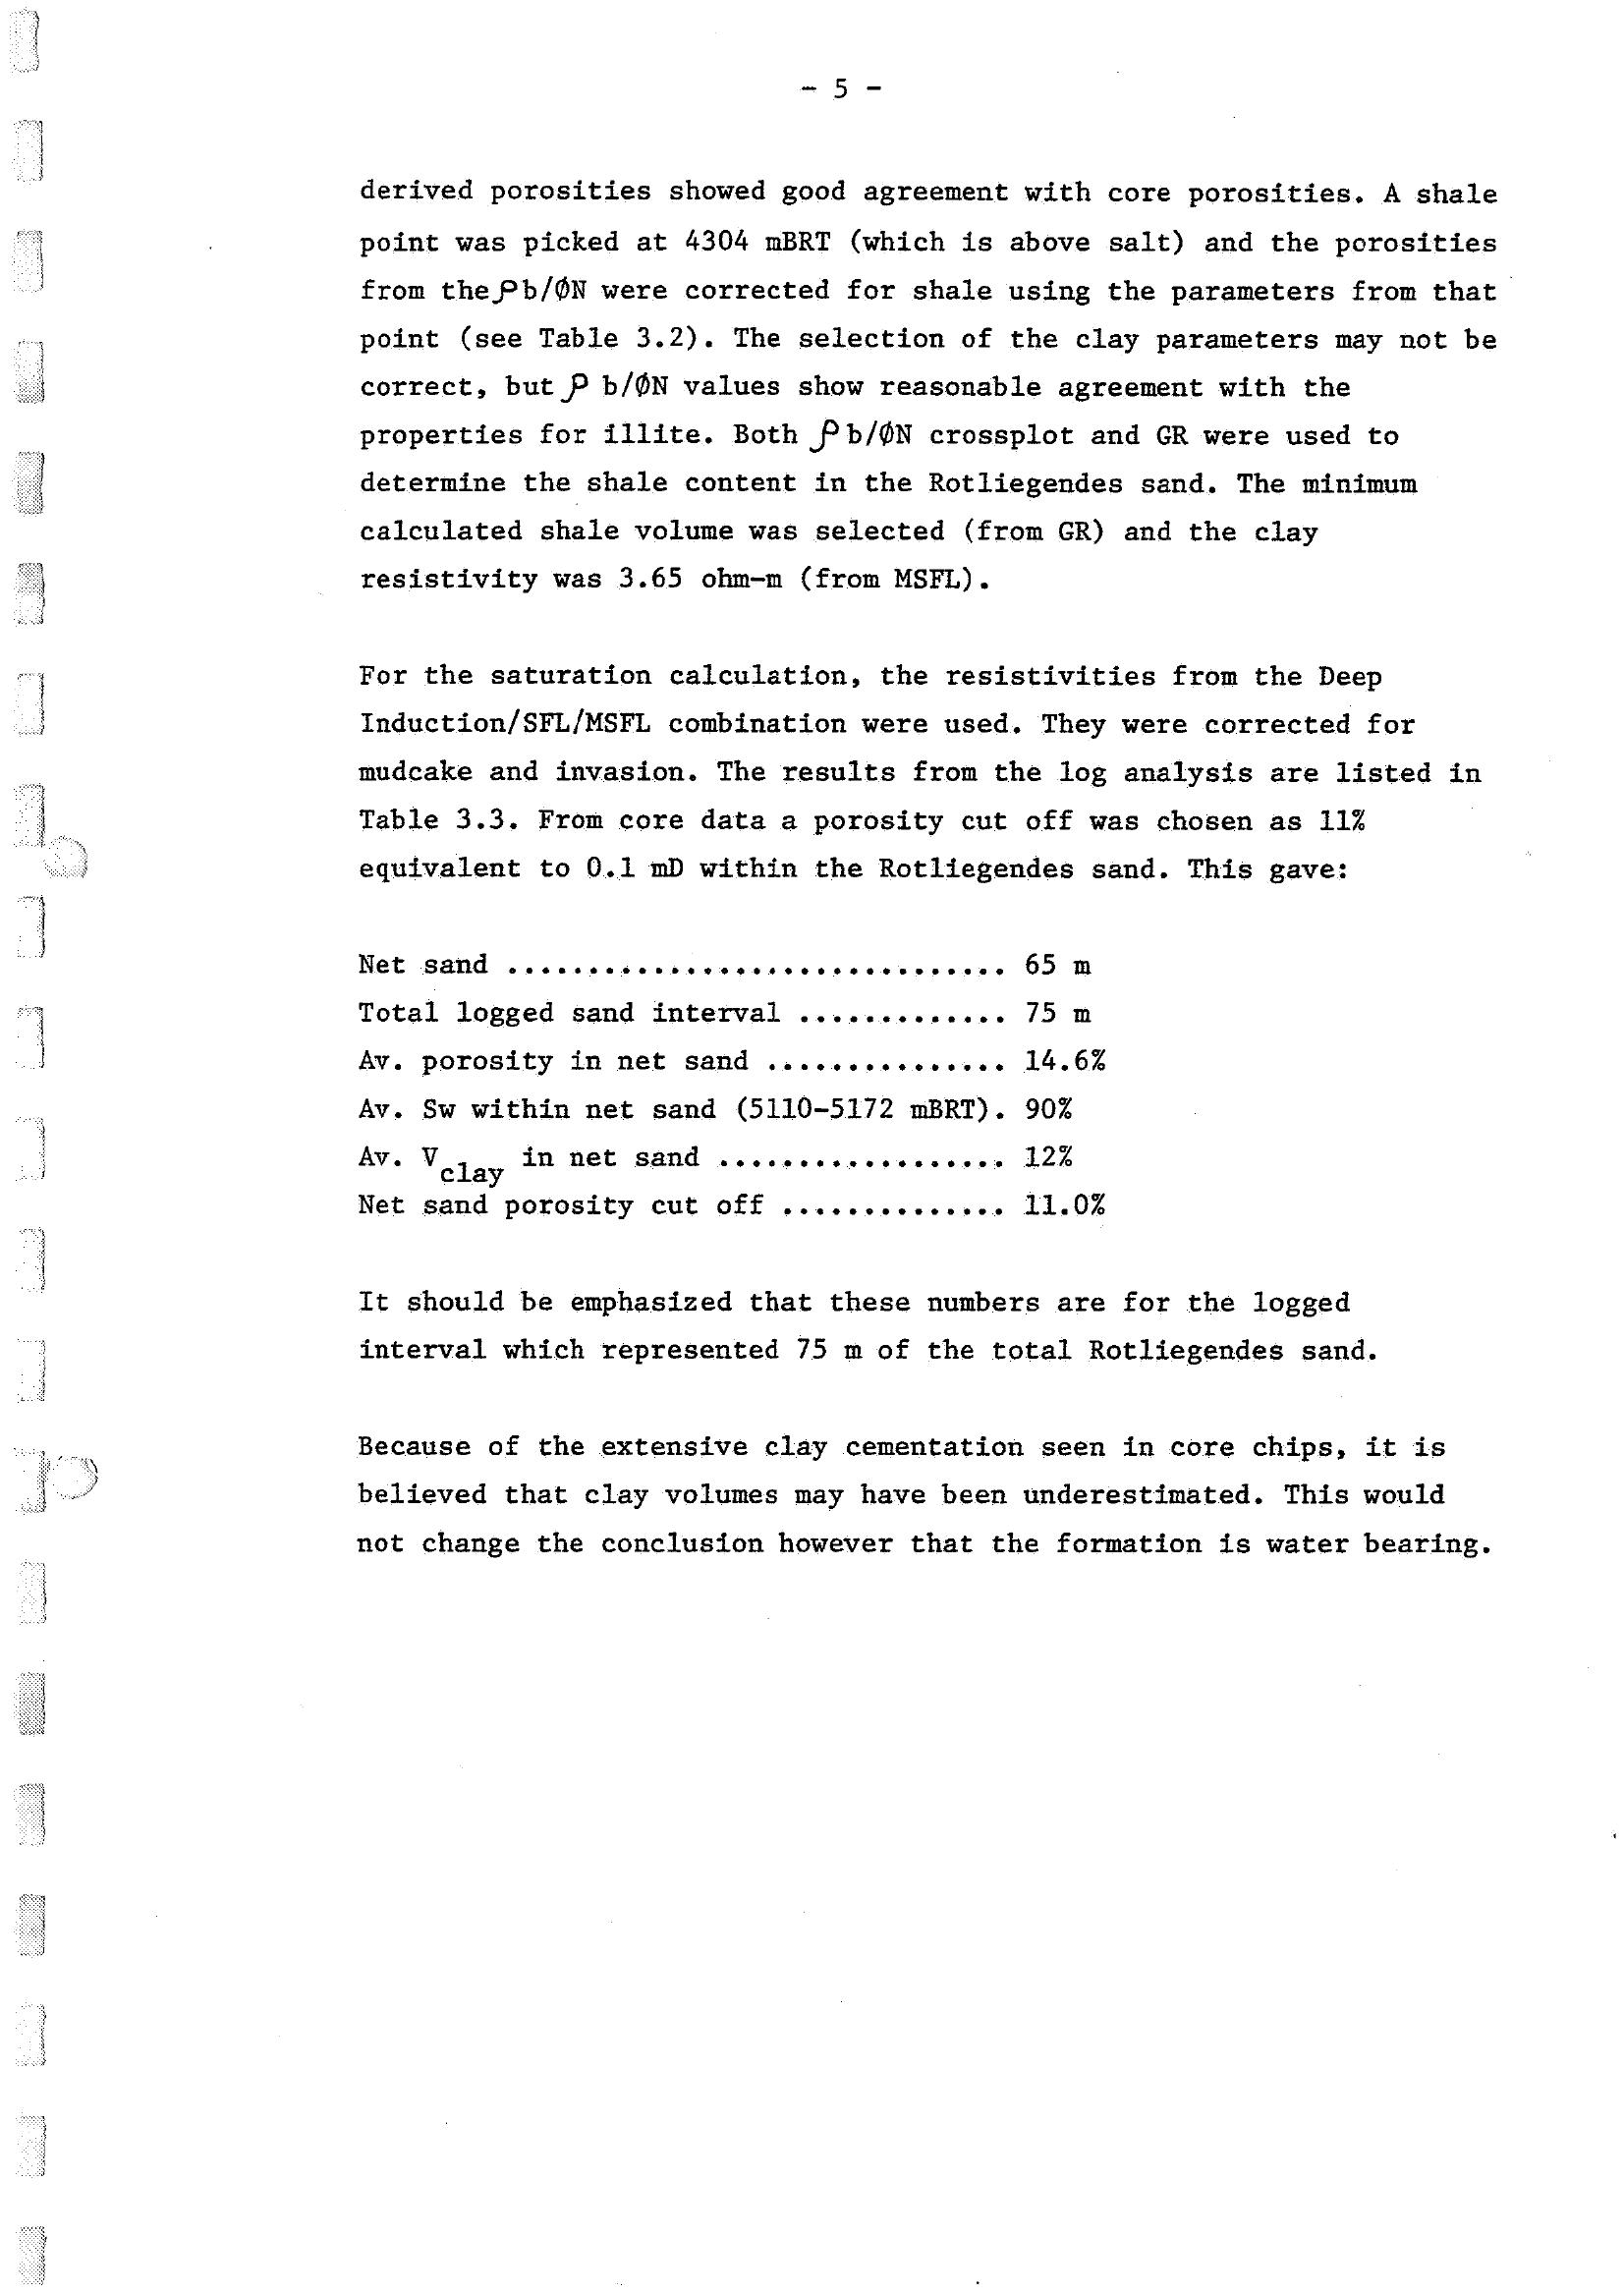 - 5 -
derived porosities showed good agreement with core porosities. A shale
point was picked at 4304 mBRT (which is above salt) and the porosities
from the ρb/ØN were corrected for shale using the parameters from that
point (see Table 3.2). The selection of the clay parameters may not be
correct, but ρ b/ØN values show reasonable agreement with the
properties for illite. Both ρb/ØN crossplot and GR were used to
determine the shale content in the Rotliegendes sand. The minimum
calculated shale volume was selected (from GR) and the clay
resistivity was 3.65 ohm-m (from MSFL).
For the saturation calculation, the resistivities from the Deep
Induction/SFL/MSFL combination were used. They were corrected for
mudcake and invasion. The results from the log analysis are listed in
Table 3.3. From core data a porosity cut off was chosen as 11%
equivalent to 0.1 mD within the Rotliegendes sand. This gave:
Net sand ............................... 65 m
Total logged sand interval ............. 75 m
Av. porosity in net sand ............... 14.6%
Av. Sw within net sand (5110-5172 mBRT). 90%
Av. Vclay in net sand .................. 12%
Net sand porosity cut off .............. 11.0%
It should be emphasized that these numbers are for the logged
interval which represented 75 m of the total Rotliegendes sand.
Because of the extensive clay cementation seen in core chips, it is
believed that clay volumes may have been underestimated. This would
not change the conclusion however that the formation is water bearing.